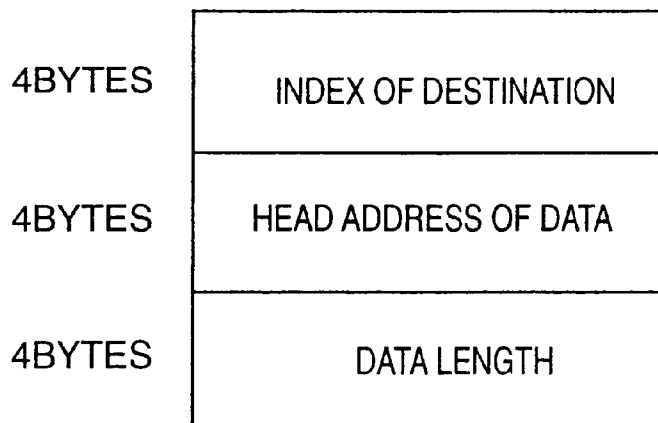 4BYTES INDEX OF DESTINATION
4BYTES HEAD ADDRESS OF DATA
4BYTES DATA LENGTH